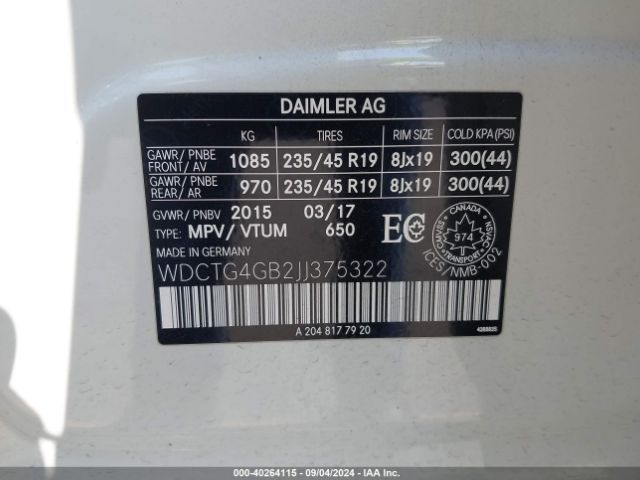 DAIMLER AG
KG TIRES RIM SIZE COLD KPA (PSI)
GAWR/ PNBE FRONT/ AV 1085 235/45 R19 8Jx19 300(44)
GAWR/ PNBE REAR/ AR 970 235/45 R19 8Jx19 300(44)
GVWR/ PNBV 2015 03/17
TYPE: MPV/ VTUM 650
EC
CANADA
974
ICES/NMB-002
MADE IN GERMANY
WDCTG4GB2JJ375322
A 204 817 79 20
000-40264115 - 09/04/2024 - IAA Inc.